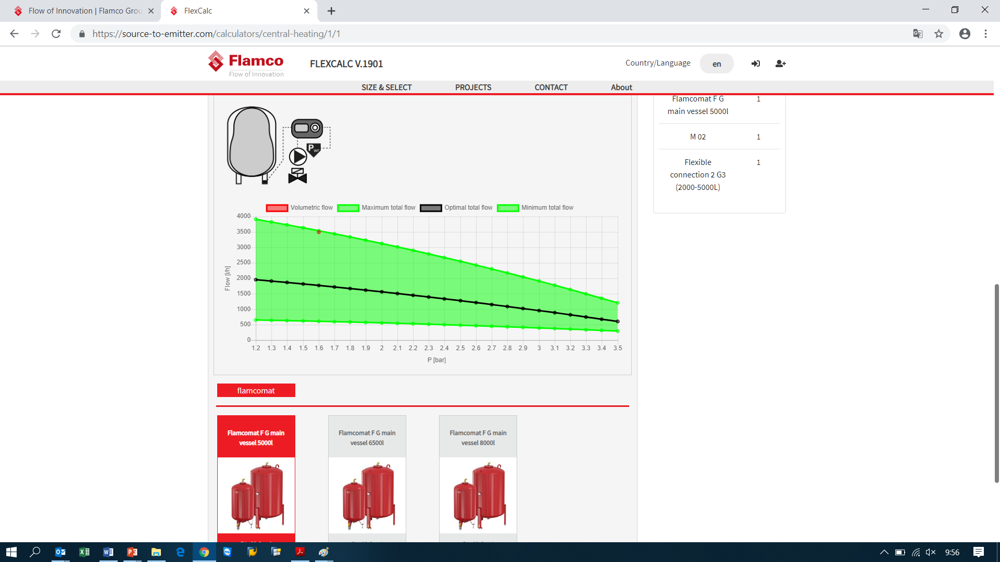 Flow of Innovation | Flamco Grou
FlexCalc
https://source-to-emitter.com/calculators/central-heating/1/1
Flamco
Flow of Innovation
FLEXCALC V.1901
Country/Language
en
SIZE & SELECT
PROJECTS
CONTACT
About
Flamcomat F G 1
main vessel 5000l
M 02 1
Flexible 1
connection 2 G3
(2000-5000L)
P wr
Volumetric flow Maximum total flow Optimal total flow Minimum total flow
4000
3500
3000
2500
2000
1500
1000
500
0
Flow [l/h]
1.2 1.3 1.4 1.5 1.6 1.7 1.8 1.9 2 2.1 2.2 2.3 2.4 2.5 2.6 2.7 2.8 2.9 3 3.1 3.2 3.3 3.4 3.5
P [bar]
flamcomat
Flamcomat F G main
vessel 5000l
Flamcomat F G main
vessel 6500l
Flamcomat F G main
vessel 8000l
9:56